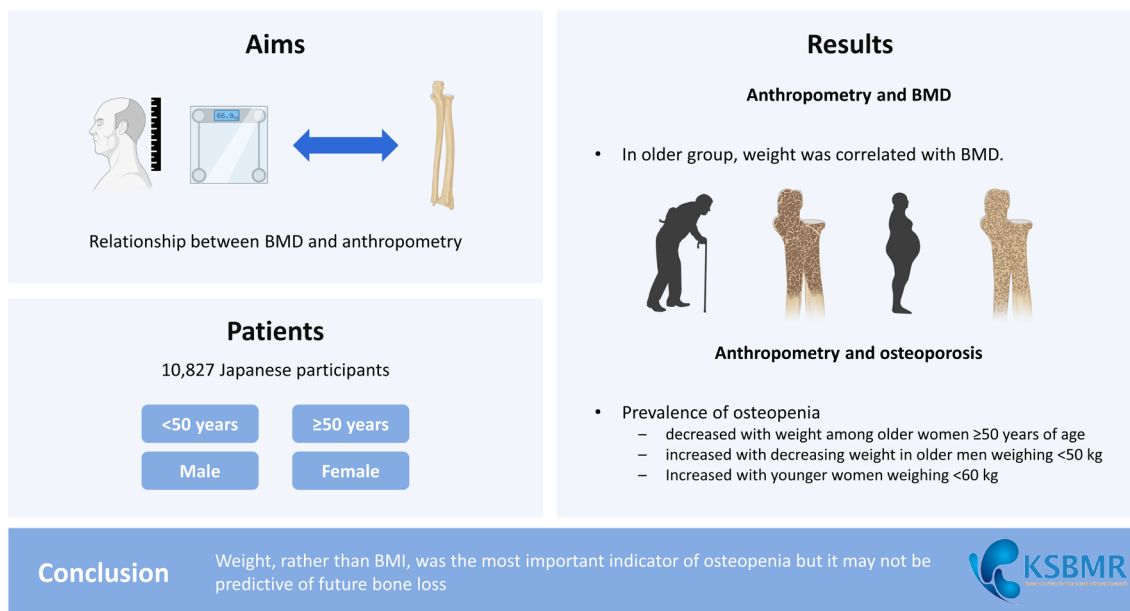 Aims
66.0kg
Relationship between BMD and anthropometry
Patients
10,827 Japanese participants
<50 years
≥50 years
Male
Female
Results
Anthropometry and BMD
• In older group, weight was correlated with BMD.
Anthropometry and osteoporosis
• Prevalence of osteopenia
– decreased with weight among older women ≥50 years of age
– increased with decreasing weight in older men weighing <50 kg
– Increased with younger women weighing <60 kg
Conclusion
Weight, rather than BMI, was the most important indicator of osteopenia but it may not be
predictive of future bone loss
KSBMR